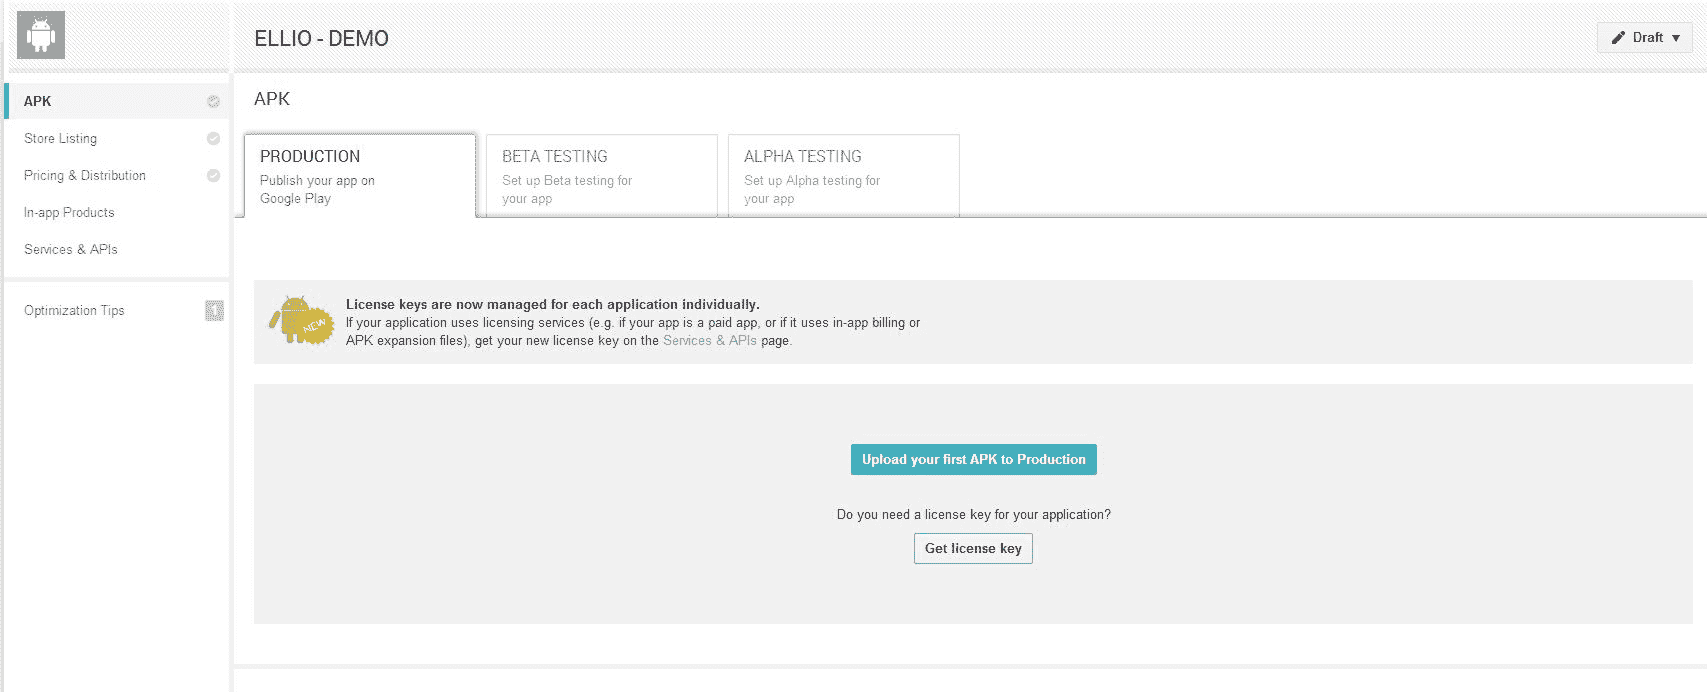 ELLIO - DEMO
Draft
APK
Store Listing
Pricing & Distribution
In-app Products
Services & APIs
Optimization Tips
1
APK
PRODUCTION
Publish your app on
Google Play
BETA TESTING
Set up Beta testing for
your app
ALPHA TESTING
Set up Alpha testing for
your app
NEW
License keys are now managed for each application individually.
If your application uses licensing services (e.g. if your app is a paid app, or if it uses in-app billing or
APK expansion files), get your new license key on the Services & APIs page.
Upload your first APK to Production
Do you need a license key for your application?
Get license key